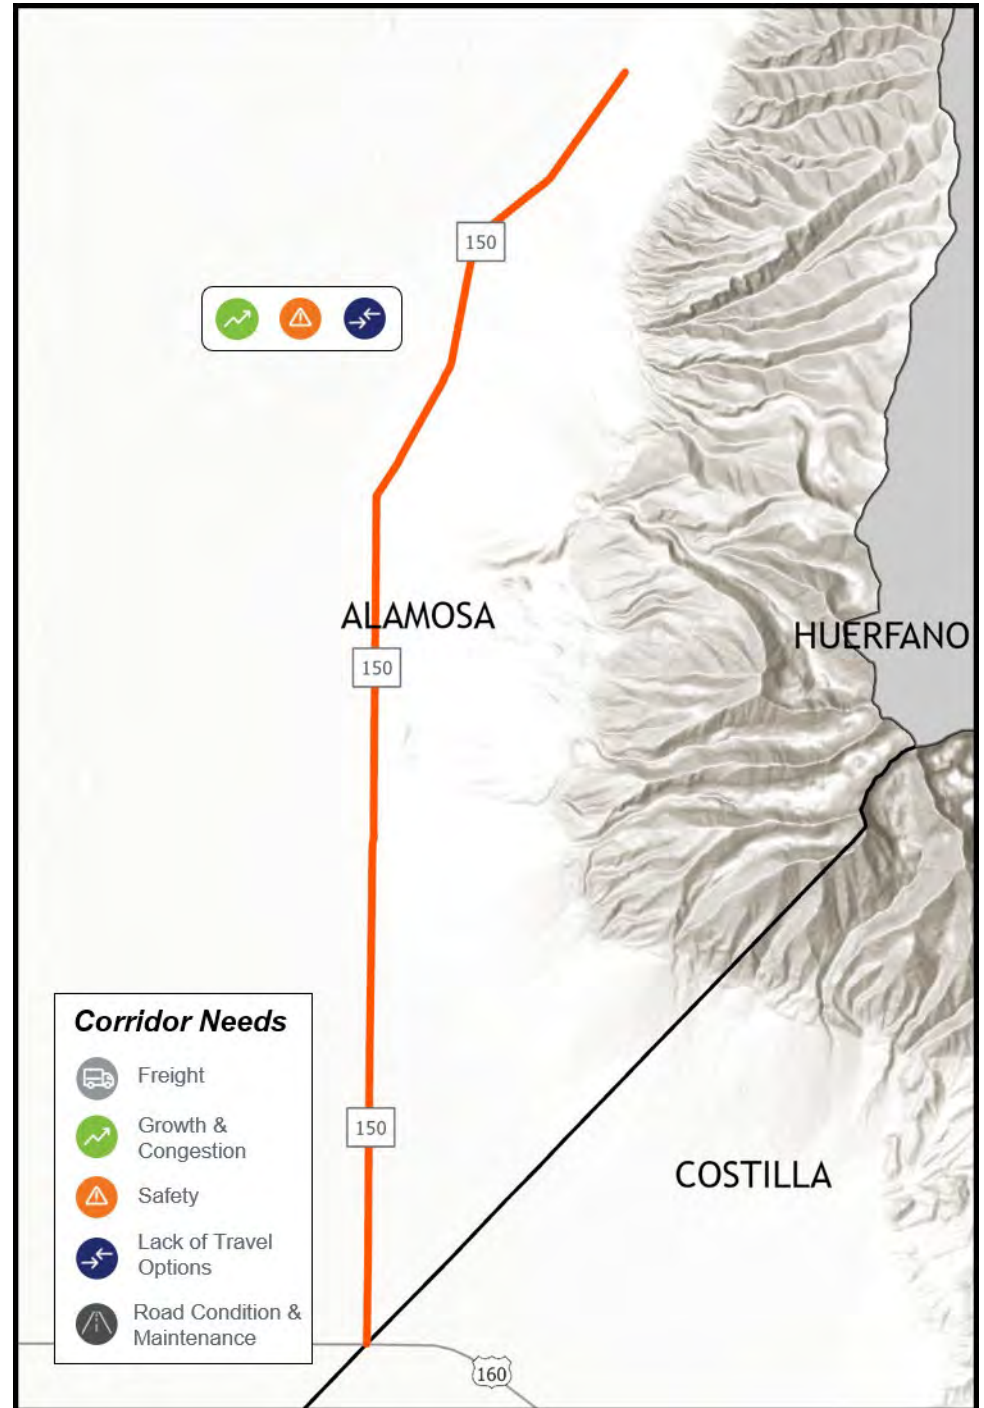 150
ALAMOSA
HUERFANO
150
Corridor Needs
Freight
Growth &
Congestion
Safety
Lack of Travel
Options
Road Condition &
Maintenance
150
COSTILLA
160